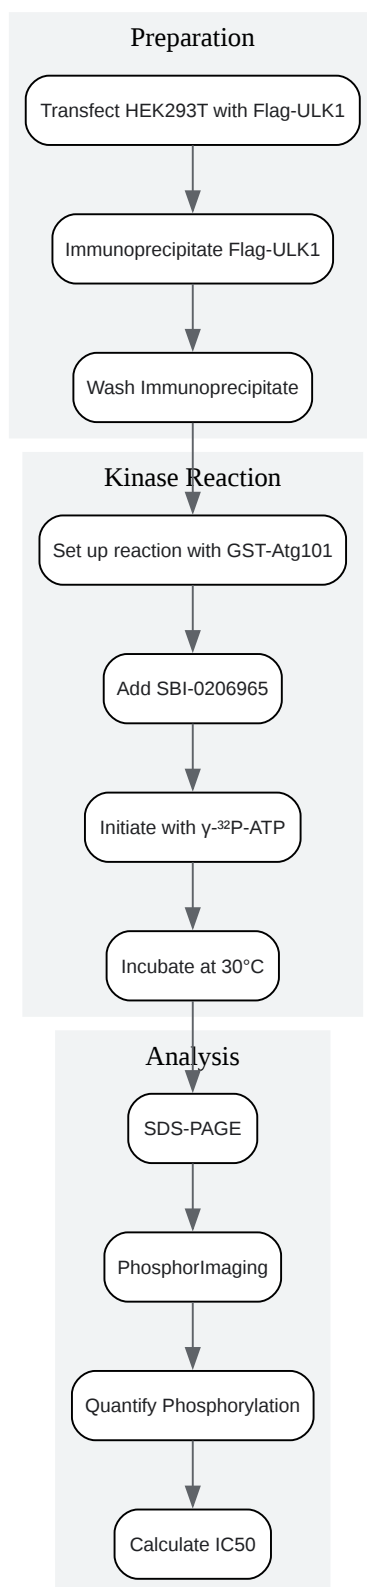 Preparation
Transfect HEK293T with Flag-ULK1
Immunoprecipitate Flag-ULK1
Wash Immunoprecipitate
Kinase Reaction
Set up reaction with GST-Atg101
Add SBI-0206965
Initiate with γ-³²P-ATP
Incubate at 30°C
Analysis
SDS-PAGE
PhosphorImaging
Quantify Phosphorylation
Calculate IC50